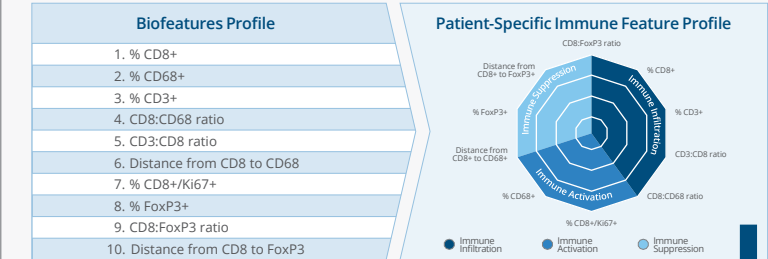 Biofeatures Profile
1. % CD8+
2. % CD68+
3. % CD3+
4. CD8:CD68 ratio
5. CD3:CD8 ratio
6. Distance from CD8 to CD68
7. % CD8+/Ki67+
8. % FoxP3+
9. CD8:FoxP3 ratio
10. Distance from CD8 to FoxP3
Patient-Specific Immune Feature Profile
CD8:FoxP3 ratio
% CD8+
% CD3+
CD3:CD8 ratio
CD8:CD68 ratio
% CD8+/Ki67+
% CD68+
Distance from
CD8+ to CD68+
% FoxP3+
Distance from
CD8+ to FoxP3+
Immune Suppression
Immune Infiltration
Immune Activation
Immune
Infiltration
Immune
Activation
Immune
Suppression